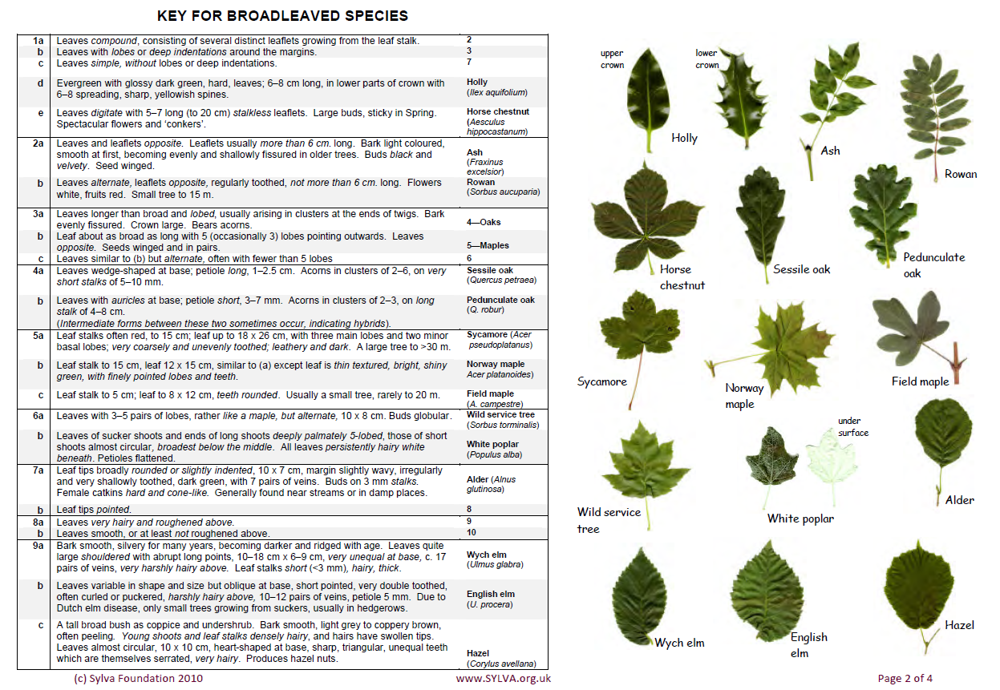 KEY FOR BROADLEAVED SPECIES
1a Leaves compound, consisting of several distinct leaflets growing from the leaf stalk. 2
b Leaves with lobes or deep indentations around the margins. 3
c Leaves simple, without lobes or deep indentations. 7
d Evergreen with glossy dark green, hard, leaves; 6–8 cm long, in lower parts of crown with Holly
6–8 spreading, sharp, yellowish spines. (Ilex aquifolium)
e Leaves digitate with 5–7 long (to 20 cm) stalkless leaflets. Large buds, sticky in Spring. Horse chestnut
Spectacular flowers and ‘conkers’. (Aesculus
hippocastanum)
2a Leaves and leaflets opposite. Leaflets usually more than 6 cm. long. Bark light coloured,
smooth at first, becoming evenly and shallowly fissured in older trees. Buds black and Ash
velvety. Seed winged. (Fraxinus
excelsior)
b Leaves alternate, leaflets opposite, regularly toothed, not more than 6 cm. long. Flowers Rowan
white, fruits red. Small tree to 15 m. (Sorbus aucuparia)
3a Leaves longer than broad and lobed, usually arising in clusters at the ends of twigs. Bark
evenly fissured. Crown large. Bears acorns. 4—Oaks
b Leaf about as broad as long with 5 (occasionally 3) lobes pointing outwards. Leaves
opposite. Seeds winged and in pairs. 5—Maples
c Leaves similar to (b) but alternate, often with fewer than 5 lobes 6
4a Leaves wedge-shaped at base; petiole long, 1–2.5 cm. Acorns in clusters of 2–6, on very Sessile oak
short stalks of 5–10 mm. (Quercus petraea)
b Leaves with auricles at base; petiole short, 3–7 mm. Acorns in clusters of 2–3, on long Pedunculate oak
stalk of 4–8 cm. (Q. robur)
(Intermediate forms between these two sometimes occur, indicating hybrids).
5a Leaf stalks often red, to 15 cm; leaf up to 18 x 26 cm, with three main lobes and two minor Sycamore (Acer
basal lobes; very coarsely and unevenly toothed; leathery and dark. A large tree to >30 m. pseudoplatanus)
b Leaf stalk to 15 cm, leaf 12 x 15 cm, similar to (a) except leaf is thin textured, bright, shiny Norway maple
green, with finely pointed lobes and teeth. Acer platanoides)
c Leaf stalk to 5 cm; leaf to 8 x 12 cm, teeth rounded. Usually a small tree, rarely to 20 m. Field maple
(A. campestre)
6a Leaves with 3–5 pairs of lobes, rather like a maple, but alternate, 10 x 8 cm. Buds globular. Wild service tree
(Sorbus torminalis)
b Leaves of sucker shoots and ends of long shoots deeply palmately 5-lobed, those of short
shoots almost circular, broadest below the middle. All leaves persistently hairy white White poplar
beneath. Petioles flattened. (Populus alba)
7a Leaf tips broadly rounded or slightly indented, 10 x 7 cm, margin slightly wavy, irregularly
and very shallowly toothed, dark green, with 7 pairs of veins. Buds on 3 mm stalks. Alder (Alnus
Female catkins hard and cone-like. Generally found near streams or in damp places. glutinosa)
b Leaf tips pointed. 8
8a Leaves very hairy and roughened above. 9
b Leaves smooth, or at least not roughened above. 10
9a Bark smooth, silvery for many years, becoming darker and ridged with age. Leaves quite
large shouldered with abrupt long points, 10–18 cm x 6–9 cm, very unequal at base, c. 17 Wych elm
pairs of veins, very harshly hairy above. Leaf stalks short (<3 mm), hairy, thick. (Ulmus glabra)
b Leaves variable in shape and size but oblique at base, short pointed, very double toothed,
often curled or puckered, harshly hairy above, 10–12 pairs of veins, petiole 5 mm. Due to English elm
Dutch elm disease, only small trees growing from suckers, usually in hedgerows. (U. procera)
c A tall broad bush as coppice and undershrub. Bark smooth, light grey to coppery brown,
often peeling. Young shoots and leaf stalks densely hairy, and hairs have swollen tips.
Leaves almost circular, 10 x 10 cm, heart-shaped at base, sharp, triangular, unequal teeth Hazel
which are themselves serrated, very hairy. Produces hazel nuts. (Corylus avellana)
upper
crown
lower
crown
Holly
Ash
Rowan
Horse
chestnut
Sessile oak
Pedunculate
oak
Sycamore
Norway
maple
Field maple
Wild service
tree
under
surface
White poplar
Alder
Wych elm
English
elm
Hazel
(c) Sylva Foundation 2010 www.SYLVA.org.uk Page 2 of 4